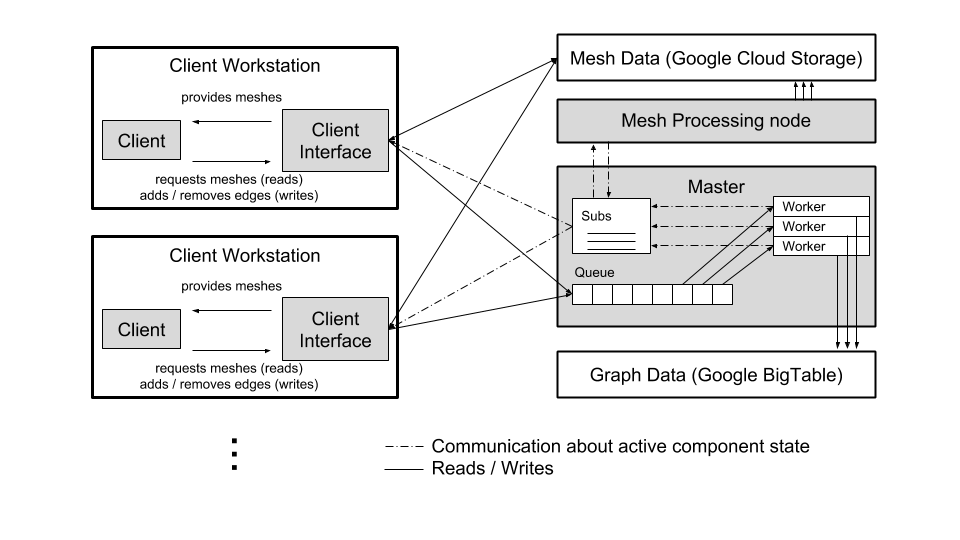 Client Workstation
provides meshes
Client
Client
Interface
requests meshes (reads)
adds / removes edges (writes)
Client Workstation
provides meshes
Client
Client
Interface
requests meshes (reads)
adds / removes edges (writes)
Mesh Data (Google Cloud Storage)
Mesh Processing node
Master
Subs
Worker
Worker
Worker
Queue
Graph Data (Google BigTable)
Communication about active component state
Reads / Writes